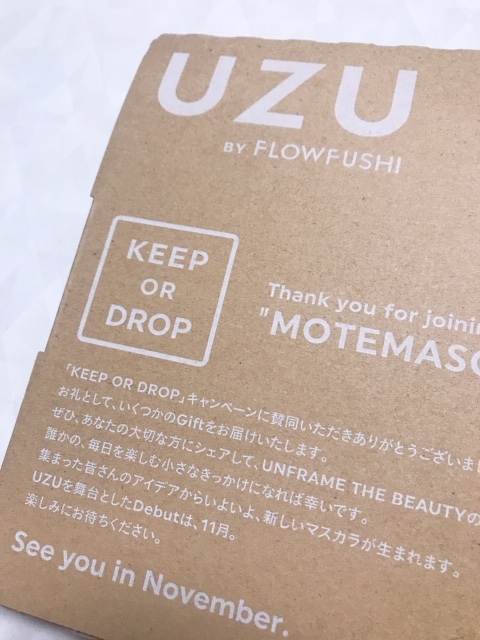 UZU
BY FLOWFUSHI
KEEP
OR
DROP
Thank you for
"MOTEMASC
「KEEP OR DROP」キャンペーンに賛同いただきありがとうございまし
お礼として、いくつかのGiftをお届けいたします。
ぜひ、あなたの大切な方にシェアして、UNFRAME THE BEAUTYの
誰かの、毎日を楽しむ小さなきっかけになれば幸いです。
集まった皆さんのアイデアからいよいよ、新しいマスカラが生まれます。
UZUを舞台としたDebutは、11月。
楽しみにお待ちください。
See you in November.